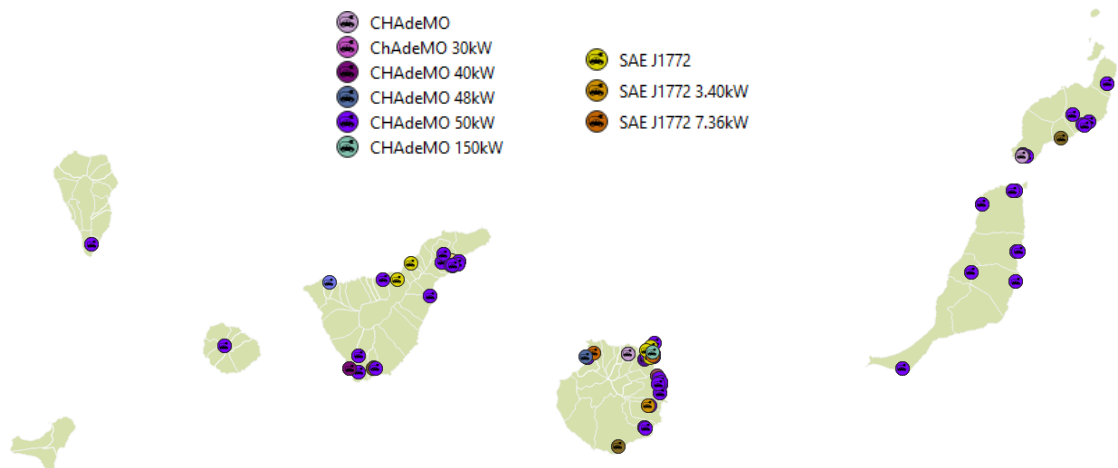 CHAdeMO
ChAdeMO 30kW
CHAdeMO 40kW
CHAdeMO 48kW
CHAdeMO 50kW
CHAdeMO 150kW
SAE J1772
SAE J1772 3.40kW
SAE J1772 7.36kW